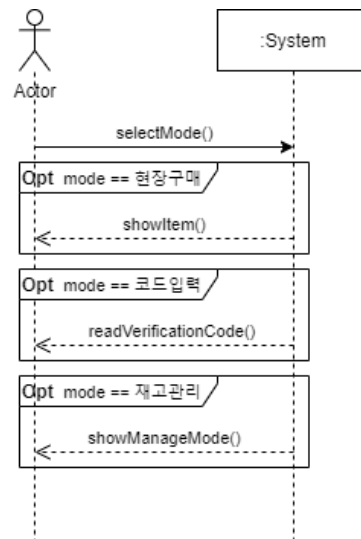 :System
Actor
selectMode()
Opt mode == 현장구매
showItem()
Opt mode == 코드입력
readVerificationCode()
Opt mode == 재고관리
showManageMode()